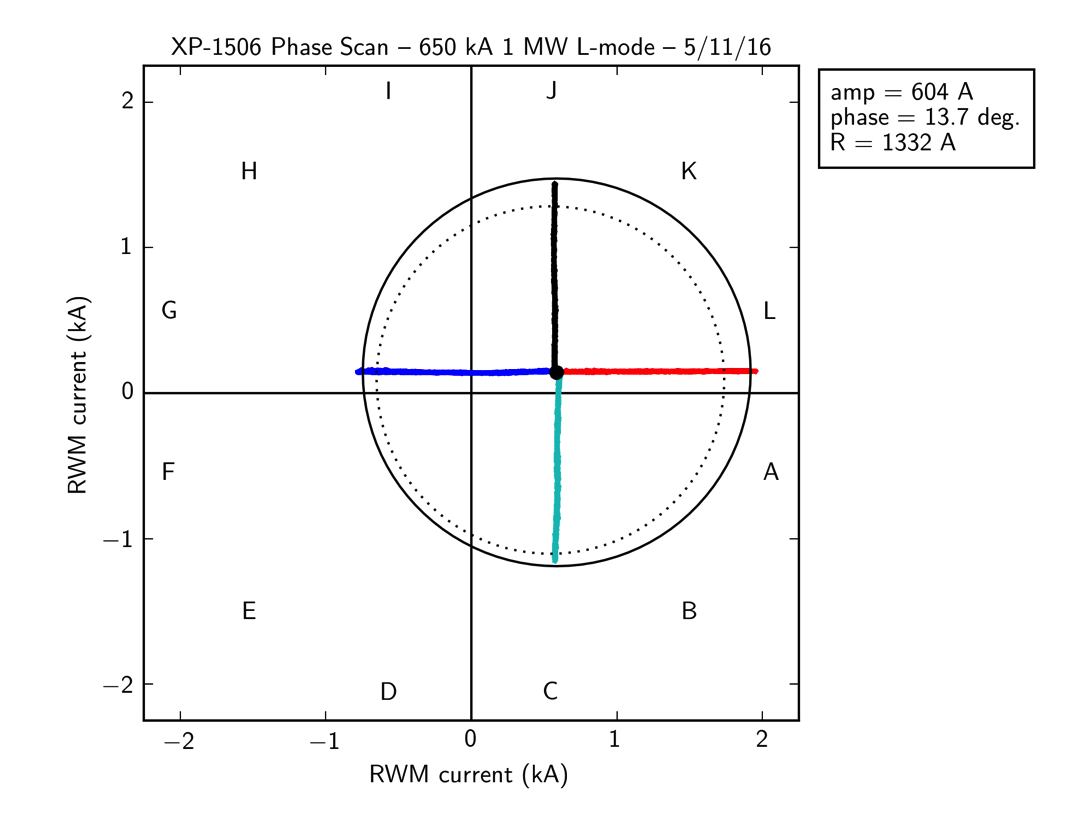 XP-1506 Phase Scan – 650 kA 1 MW L-mode – 5/11/16
amp = 604 A
phase = 13.7 deg.
R = 1332 A
I J
H K
G L
F A
E B
D C
2
1
0
−1
−2
RWM current (kA)
−2 −1 0 1 2
RWM current (kA)